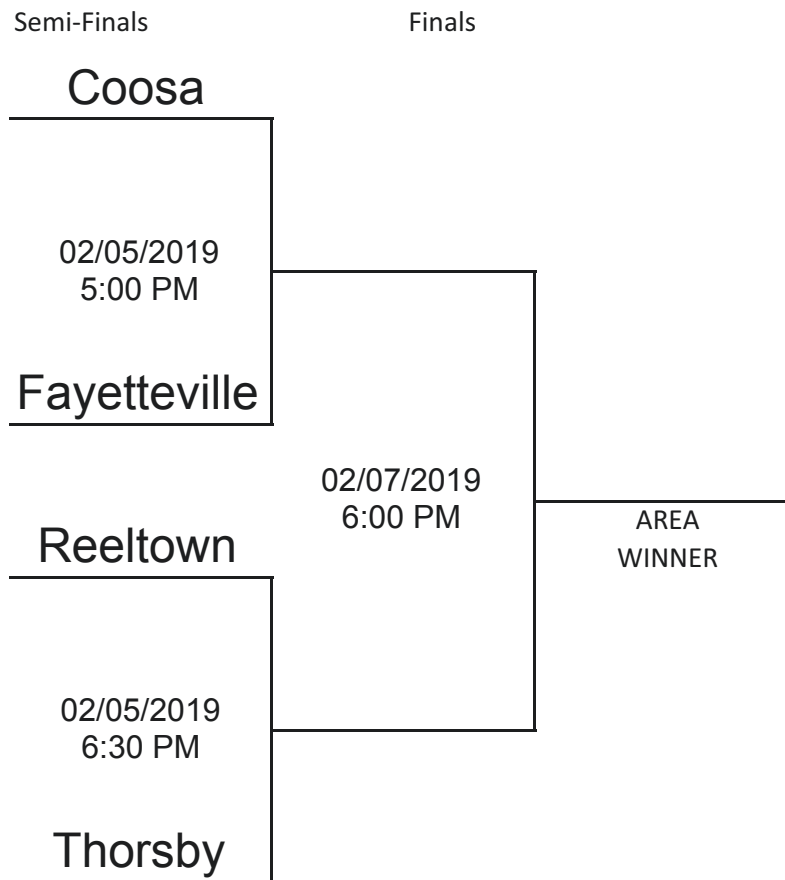 Semi-Finals Finals
Coosa
02/05/2019
5:00 PM
Fayetteville
02/07/2019
6:00 PM
AREA
WINNER
Reeltown
02/05/2019
6:30 PM
Thorsby